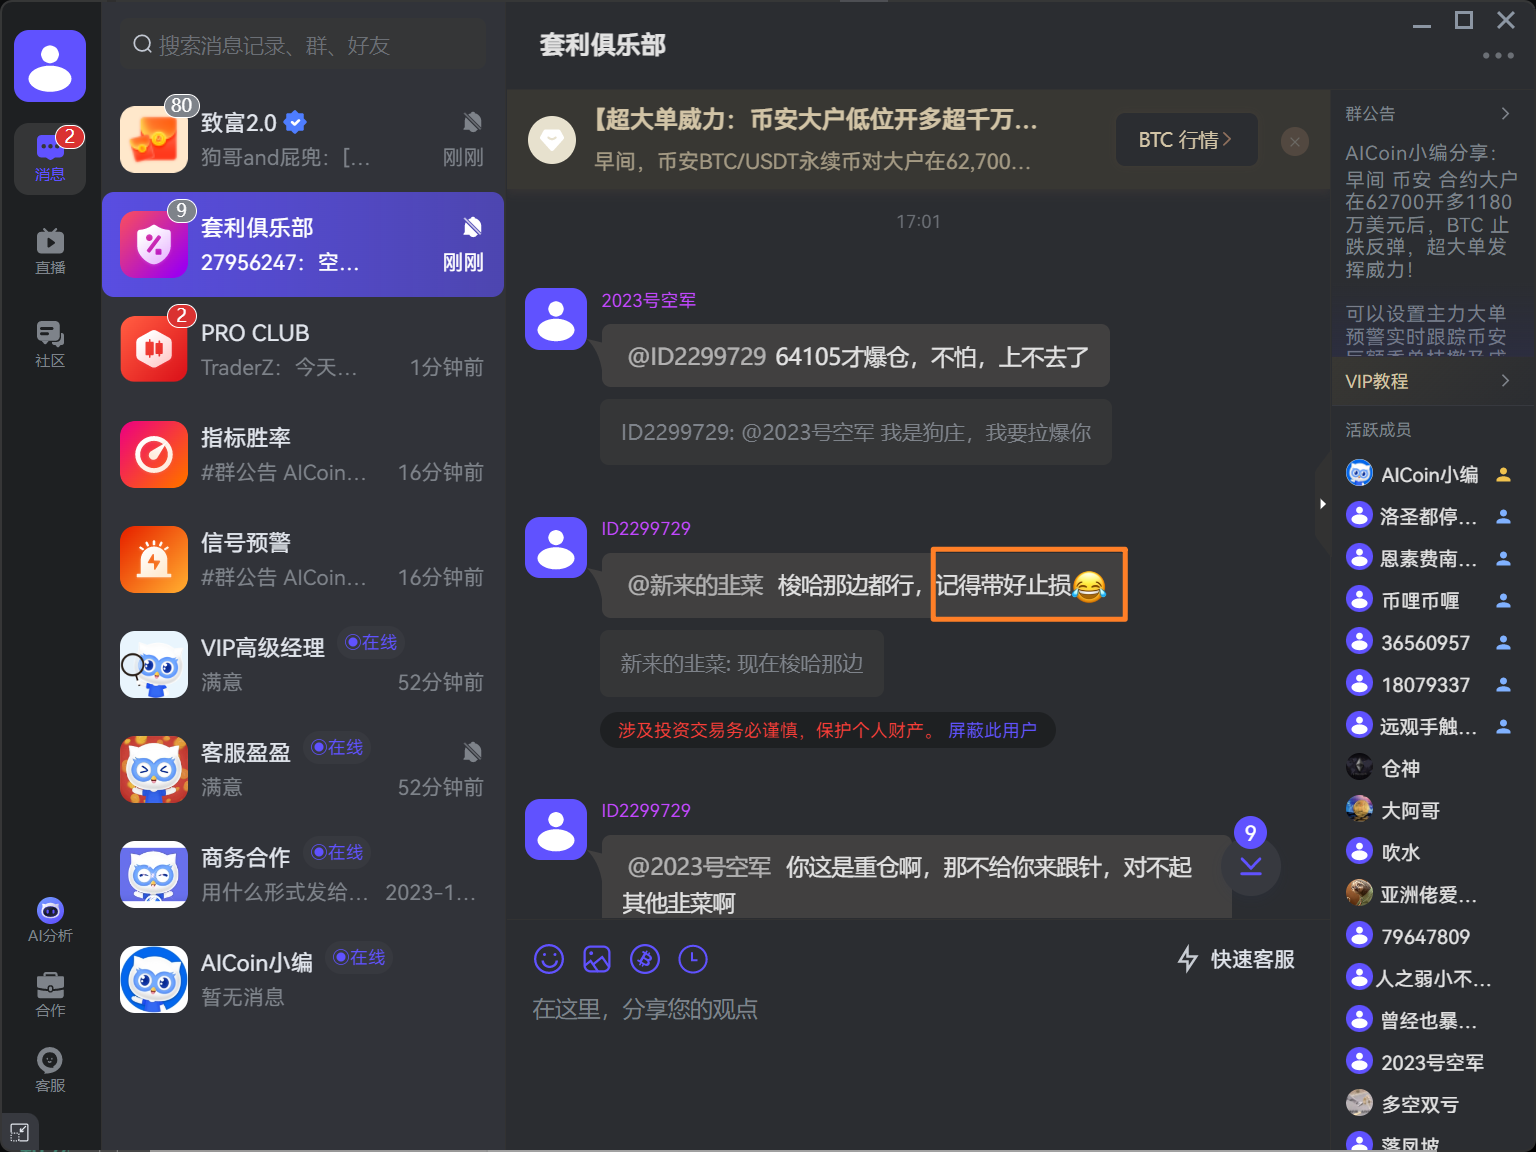 搜索消息记录、群、好友
2
消息
直播
社区
AI分析
合作
客服
80
致富2.0
狗哥and屁兜：[...
刚刚
9
套利俱乐部
27956247：空...
刚刚
2
PRO CLUB
TraderZ：今天...
1分钟前
指标胜率
#群公告 AICoin...
16分钟前
信号预警
#群公告 AICoin...
16分钟前
VIP高级经理
在线
满意
52分钟前
客服盈盈
在线
满意
52分钟前
商务合作
在线
用什么形式发给...
2023-1...
AICoin小编
在线
暂无消息
套利俱乐部
【超大单威力：币安大户低位开多超千万...
早间，币安BTC/USDT永续币对大户在62,700...
BTC 行情
17:01
2023号空军
@ID2299729 64105才爆仓，不怕，上不去了
ID2299729: @2023号空军 我是狗庄，我要拉爆你
ID2299729
@新来的韭菜 梭哈那边都行，记得带好止损😂
新来的韭菜: 现在梭哈那边
涉及投资交易务必谨慎，保护个人财产。 屏蔽此用户
ID2299729
@2023号空军 你这是重仓啊，那不给你来跟针，对不起
其他韭菜啊
9
快速客服
在这里，分享您的观点
群公告
AICoin小编分享：
早间 币安 合约大户
在62700开多1180
万美元后，BTC 止
跌反弹，超大单发
挥威力！
可以设置主力大单
预警实时跟踪币安
VIP教程
活跃成员
AICoin小编
洛圣都停...
恩素费南...
币哩币喱
36560957
18079337
远观手触...
仓神
大阿哥
吹水
亚洲佬爱...
79647809
人之弱小不...
曾经也暴...
2023号空军
多空双亏
落凤坡